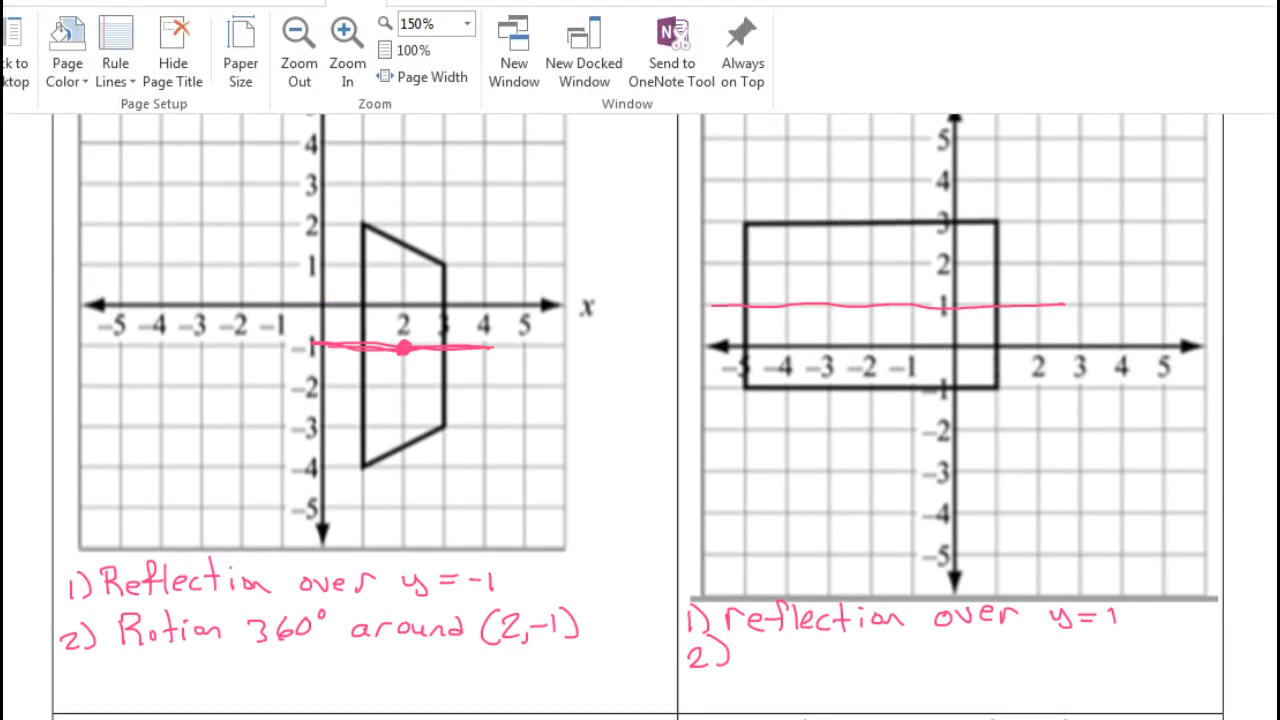 ck to Page Rule Hide Paper Zoom Zoom 150% New New Docked Send to Always
ktop Color Lines Page Title Size Out In 100% Window Window OneNote Tool on Top
Page Width
Page Setup Zoom Window
4
3
2
1
-5 -4 -3 -2 -1 2 3 4 5 x
-1
-2
-3
-4
-5
1) Reflection over y = -1
2) Rotion 360° around (2,-1)
5
4
3
2
1
-5 -4 -3 -2 -1 2 3 4 5
-1
-2
-3
-4
-5
1) reflection over y=1
2)